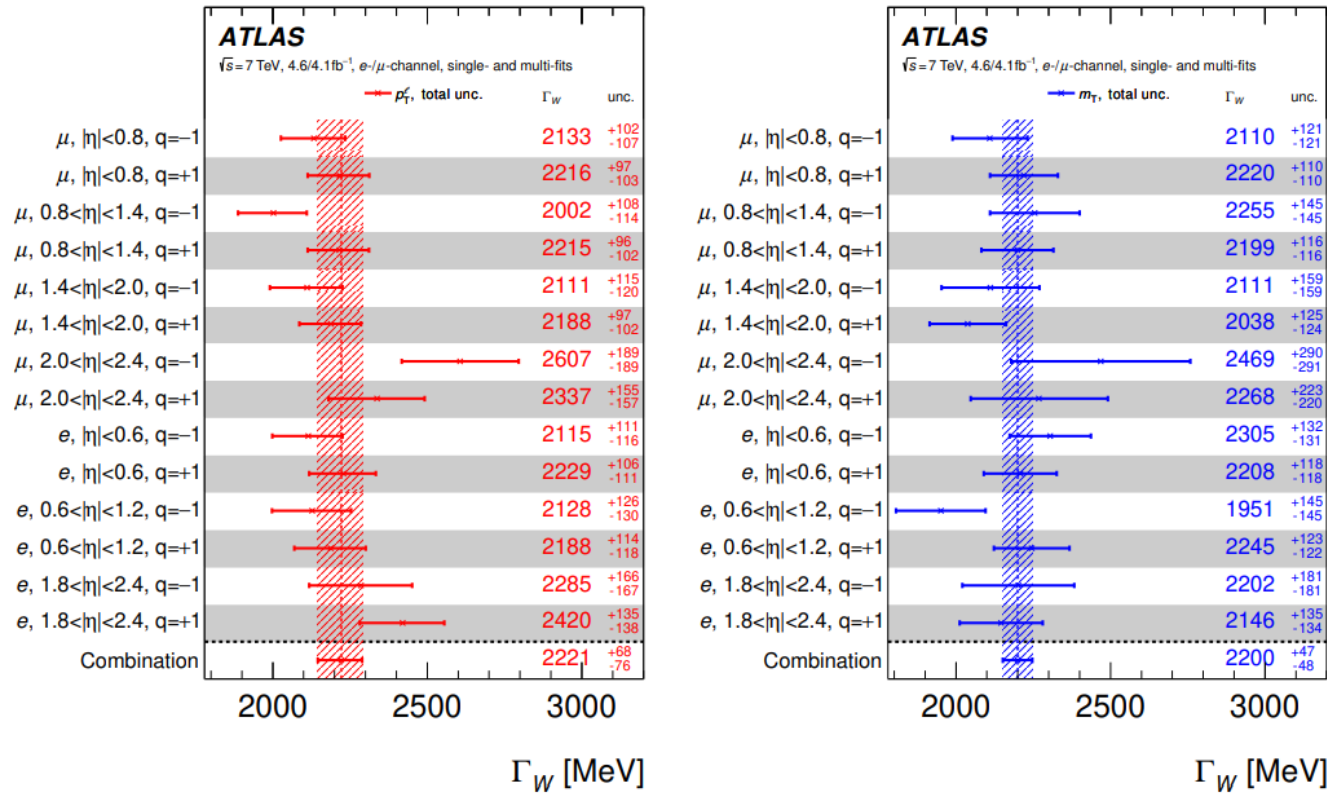 ATLAS
√s = 7 TeV, 4.6/4.1 fb⁻¹, e-/μ-channel, single- and multi-fits
p_T^ℓ, total unc. Γ_W unc.
μ, |η|<0.8, q=−1 2133 +102 -107
μ, |η|<0.8, q=+1 2216 +97 -103
μ, 0.8<|η|<1.4, q=−1 2002 +108 -114
μ, 0.8<|η|<1.4, q=+1 2215 +96 -102
μ, 1.4<|η|<2.0, q=−1 2111 +115 -120
μ, 1.4<|η|<2.0, q=+1 2188 +97 -102
μ, 2.0<|η|<2.4, q=−1 2607 +189 -189
μ, 2.0<|η|<2.4, q=+1 2337 +155 -157
e, |η|<0.6, q=−1 2115 +111 -116
e, |η|<0.6, q=+1 2229 +106 -111
e, 0.6<|η|<1.2, q=−1 2128 +126 -130
e, 0.6<|η|<1.2, q=+1 2188 +114 -118
e, 1.8<|η|<2.4, q=−1 2285 +166 -167
e, 1.8<|η|<2.4, q=+1 2420 +135 -138
Combination 2221 +68 -76
2000 2500 3000
Γ_W [MeV]
ATLAS
√s = 7 TeV, 4.6/4.1 fb⁻¹, e-/μ-channel, single- and multi-fits
m_T, total unc. Γ_W unc.
μ, |η|<0.8, q=−1 2110 +121 -121
μ, |η|<0.8, q=+1 2220 +110 -110
μ, 0.8<|η|<1.4, q=−1 2255 +145 -145
μ, 0.8<|η|<1.4, q=+1 2199 +116 -116
μ, 1.4<|η|<2.0, q=−1 2111 +159 -159
μ, 1.4<|η|<2.0, q=+1 2038 +125 -124
μ, 2.0<|η|<2.4, q=−1 2469 +290 -291
μ, 2.0<|η|<2.4, q=+1 2268 +223 -220
e, |η|<0.6, q=−1 2305 +132 -131
e, |η|<0.6, q=+1 2208 +118 -118
e, 0.6<|η|<1.2, q=−1 1951 +145 -145
e, 0.6<|η|<1.2, q=+1 2245 +123 -122
e, 1.8<|η|<2.4, q=−1 2202 +181 -181
e, 1.8<|η|<2.4, q=+1 2146 +135 -134
Combination 2200 +47 -48
2000 2500 3000
Γ_W [MeV]